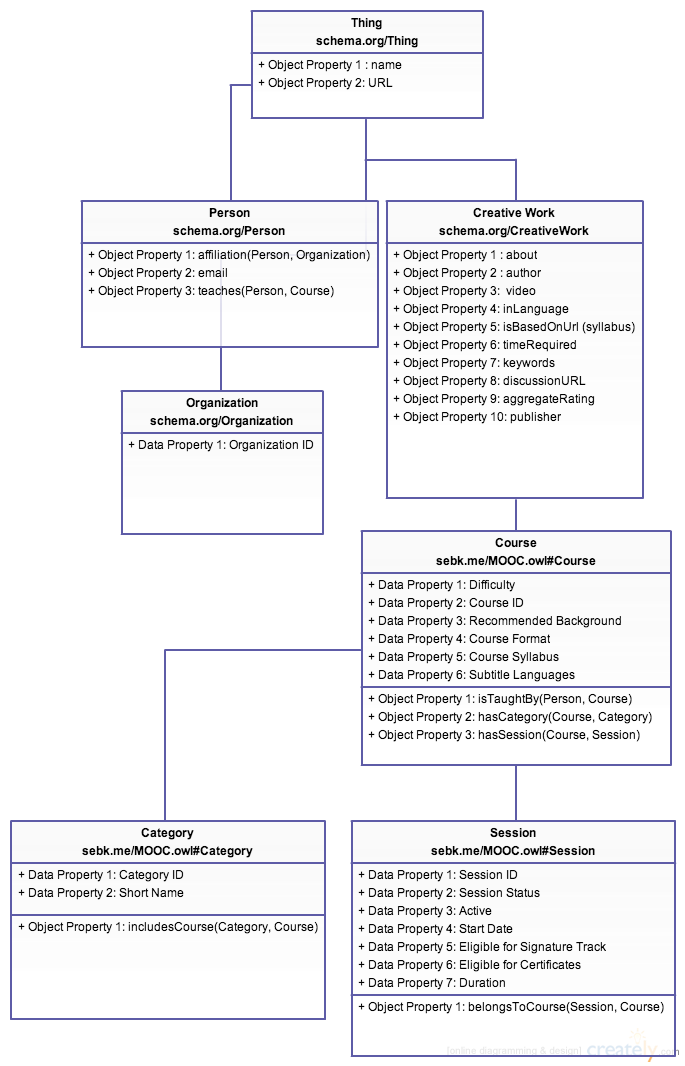 Thing
schema.org/Thing
+ Object Property 1 : name
+ Object Property 2: URL
Person
schema.org/Person
+ Object Property 1: affiliation(Person, Organization)
+ Object Property 2: email
+ Object Property 3: teaches(Person, Course)
Creative Work
schema.org/CreativeWork
+ Object Property 1 : about
+ Object Property 2 : author
+ Object Property 3:  video
+ Object Property 4: inLanguage
+ Object Property 5: isBasedOnUrl (syllabus)
+ Object Property 6: timeRequired
+ Object Property 7: keywords
+ Object Property 8: discussionURL
+ Object Property 9: aggregateRating
+ Object Property 10: publisher
Organization
schema.org/Organization
+ Data Property 1: Organization ID
Course
sebk.me/MOOC.owl#Course
+ Data Property 1: Difficulty
+ Data Property 2: Course ID
+ Data Property 3: Recommended Background
+ Data Property 4: Course Format
+ Data Property 5: Course Syllabus
+ Data Property 6: Subtitle Languages
+ Object Property 1: isTaughtBy(Person, Course)
+ Object Property 2: hasCategory(Course, Category)
+ Object Property 3: hasSession(Course, Session)
Category
sebk.me/MOOC.owl#Category
+ Data Property 1: Category ID
+ Data Property 2: Short Name
+ Object Property 1: includesCourse(Category, Course)
Session
sebk.me/MOOC.owl#Session
+ Data Property 1: Session ID
+ Data Property 2: Session Status
+ Data Property 3: Active
+ Data Property 4: Start Date
+ Data Property 5: Eligible for Signature Track
+ Data Property 6: Eligible for Certificates
+ Data Property 7: Duration
+ Object Property 1: belongsToCourse(Session, Course)
[online diagramming & design] creately.com